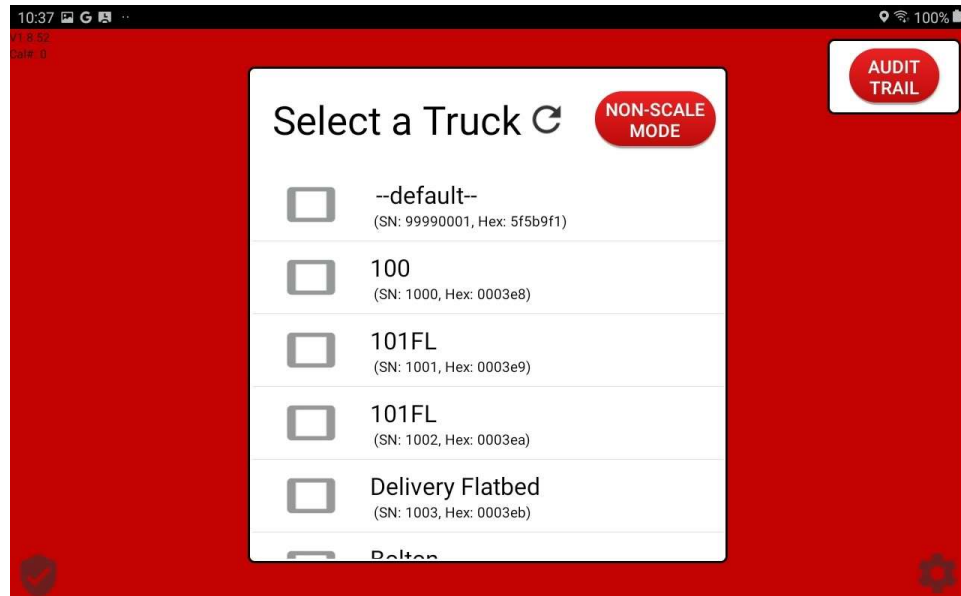 10:37
100%
V1.8.52
Cal#: 0
AUDIT
TRAIL
Select a Truck
NON-SCALE
MODE
--default--
(SN: 99990001, Hex: 5f5b9f1)
100
(SN: 1000, Hex: 0003e8)
101FL
(SN: 1001, Hex: 0003e9)
101FL
(SN: 1002, Hex: 0003ea)
Delivery Flatbed
(SN: 1003, Hex: 0003eb)